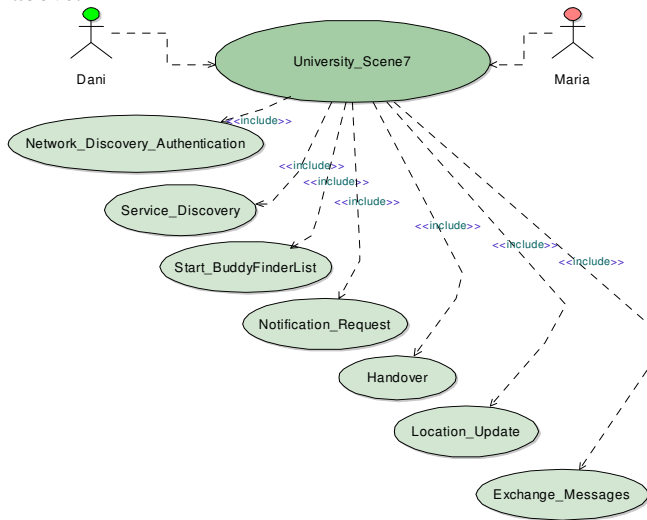 University_Scene7
Dani
Maria
<<include>>
Network_Discovery_Authentication
<<include>>
<<include>>
<<include>>
Service_Discovery
<<include>>
<<include>>
<<include>>
Start_BuddyFinderList
Notification_Request
Handover
Location_Update
Exchange_Messages